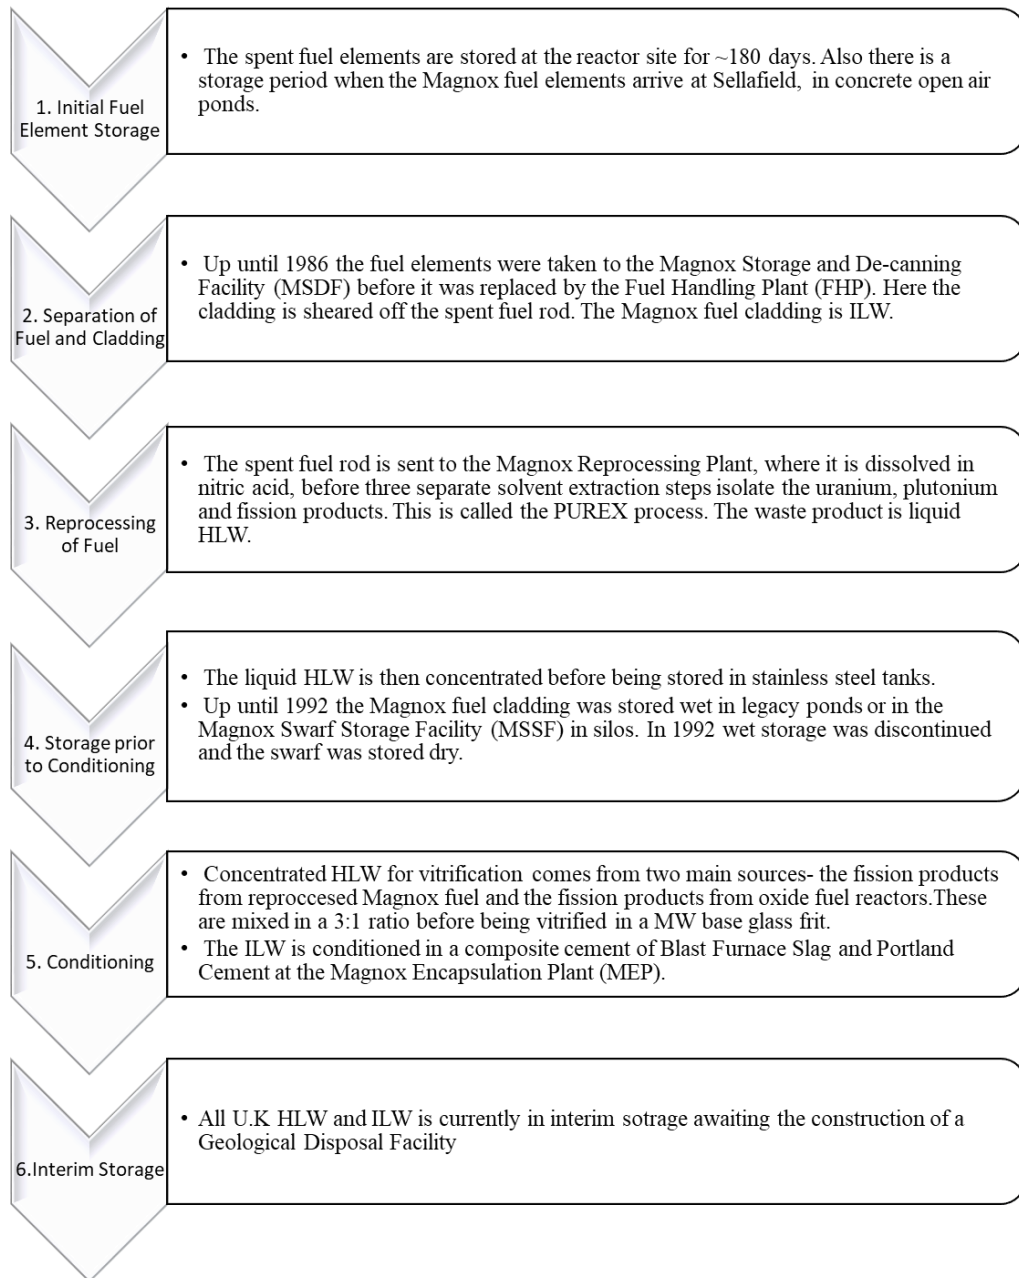 1. Initial Fuel
Element Storage
• The spent fuel elements are stored at the reactor site for ~180 days. Also there is a
storage period when the Magnox fuel elements arrive at Sellafield, in concrete open air
ponds.
2. Separation of
Fuel and Cladding
• Up until 1986 the fuel elements were taken to the Magnox Storage and De-canning
Facility (MSDF) before it was replaced by the Fuel Handling Plant (FHP). Here the
cladding is sheared off the spent fuel rod. The Magnox fuel cladding is ILW.
3. Reprocessing
of Fuel
• The spent fuel rod is sent to the Magnox Reprocessing Plant, where it is dissolved in
nitric acid, before three separate solvent extraction steps isolate the uranium, plutonium
and fission products. This is called the PUREX process. The waste product is liquid
HLW.
4. Storage prior
to Conditioning
• The liquid HLW is then concentrated before being stored in stainless steel tanks.
• Up until 1992 the Magnox fuel cladding was stored wet in legacy ponds or in the
Magnox Swarf Storage Facility (MSSF) in silos. In 1992 wet storage was discontinued
and the swarf was stored dry.
5. Conditioning
• Concentrated HLW for vitrification comes from two main sources- the fission products
from reproccesed Magnox fuel and the fission products from oxide fuel reactors.These
are mixed in a 3:1 ratio before being vitrified in a MW base glass frit.
• The ILW is conditioned in a composite cement of Blast Furnace Slag and Portland
Cement at the Magnox Encapsulation Plant (MEP).
6.Interim Storage
• All U.K HLW and ILW is currently in interim sotrage awaiting the construction of a
Geological Disposal Facility